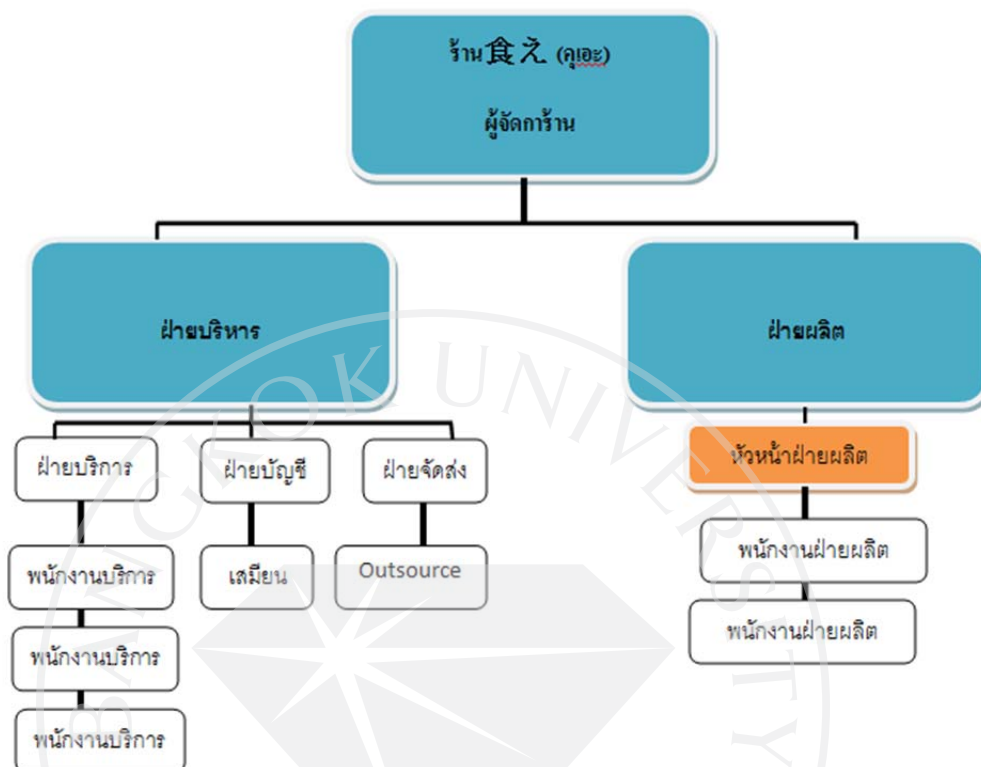 ร้าน食え (คุเอะ)
ผู้จัดการ้าน
ฝ่ายบริหาร
ฝ่ายผลิต
ฝ่ายบริการ
ฝ่ายบัญชี
ฝ่ายจัดส่ง
หัวหน้าฝ่ายผลิต
พนักงานบริการ
เสมียน
Outsource
พนักงานฝ่ายผลิต
พนักงานบริการ
พนักงานฝ่ายผลิต
พนักงานบริการ
BANGKOK UNIVERSITY